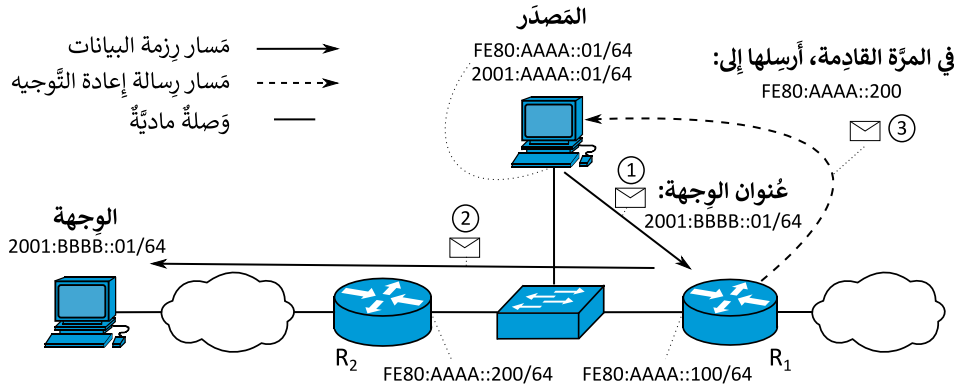 المَصدَر
FE80:AAAA::01/64
2001:AAAA::01/64
مَسار رِزمة البيانات
مَسار رِسالة إِعادة التَّوجيه
وَصلةٌ ماديَّةٌ
في المرَّة القادِمة، أَرسِلها إِلى:
FE80:AAAA::200
3
1
عُنوان الوِجهة:
2001:BBBB::01/64
2
الوِجهة
2001:BBBB::01/64
R2
R1
FE80:AAAA::200/64
FE80:AAAA::100/64